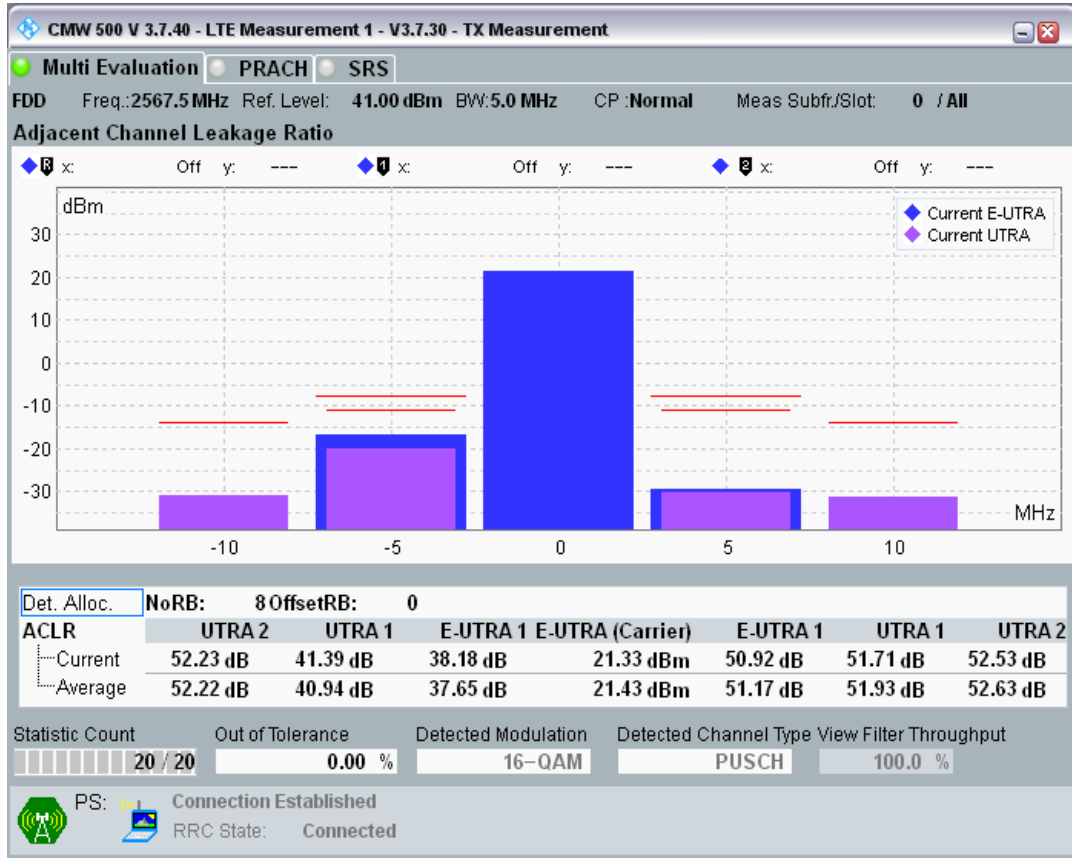 CMW 500 V 3.7.40 - LTE Measurement 1 - V3.7.30 - TX Measurement
Multi Evaluation PRACH SRS
FDD Freq.:2567.5 MHz Ref. Level: 41.00 dBm BW:5.0 MHz CP :Normal Meas Subfr./Slot: 0 / All
Adjacent Channel Leakage Ratio
R x: Off y: --- 1 x: Off y: --- 2 x: Off y: ---
dBm
Current E-UTRA
Current UTRA
30
20
10
0
-10
-20
-30
MHz
-10 -5 0 5 10
Det. Alloc. NoRB: 8 OffsetRB: 0
ACLR UTRA 2 UTRA 1 E-UTRA 1 E-UTRA (Carrier) E-UTRA 1 UTRA 1 UTRA 2
Current 52.23 dB 41.39 dB 38.18 dB 21.33 dBm 50.92 dB 51.71 dB 52.53 dB
Average 52.22 dB 40.94 dB 37.65 dB 21.43 dBm 51.17 dB 51.93 dB 52.63 dB
Statistic Count Out of Tolerance Detected Modulation Detected Channel Type View Filter Throughput
20 / 20 0.00 % 16-QAM PUSCH 100.0 %
PS: Connection Established
RRC State: Connected